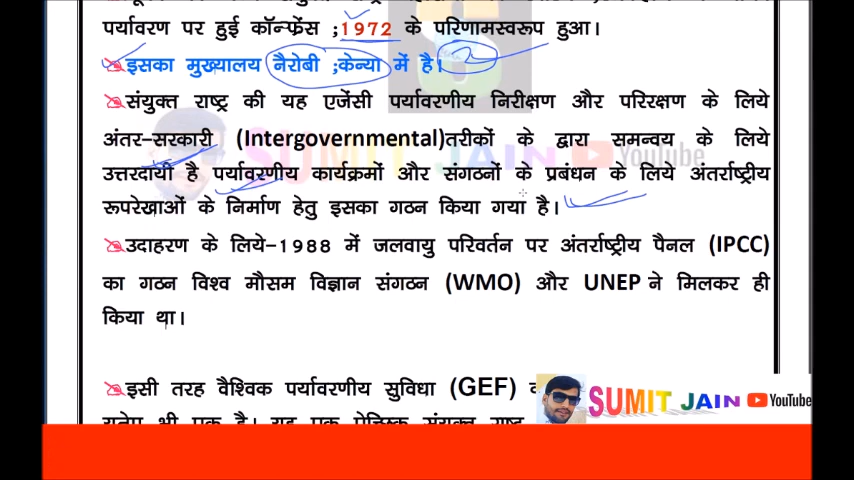 पर्यावरण पर हुई कॉन्फ्रेंस ;1972 के परिणामस्वरूप हुआ।
इसका मुख्यालय नैरोबी ;केन्या में है।
संयुक्त राष्ट्र की यह एजेंसी पर्यावरणीय निरीक्षण और परिरक्षण के लिये
अंतर-सरकारी (Intergovernmental)तरीकों के द्वारा समन्वय के लिये
उत्तरदायी है पर्यावरणीय कार्यक्रमों और संगठनों के प्रबंधन के लिये अंतर्राष्ट्रीय
रूपरेखाओं के निर्माण हेतु इसका गठन किया गया है।
उदाहरण के लिये-1988 में जलवायु परिवर्तन पर अंतर्राष्ट्रीय पैनल (IPCC)
का गठन विश्व मौसम विज्ञान संगठन (WMO) और UNEP ने मिलकर ही
किया था।
इसी तरह वैश्विक पर्यावरणीय सुविधा (GEF)
SUMIT JAIN YouTube
SUMIT JAIN YouTube